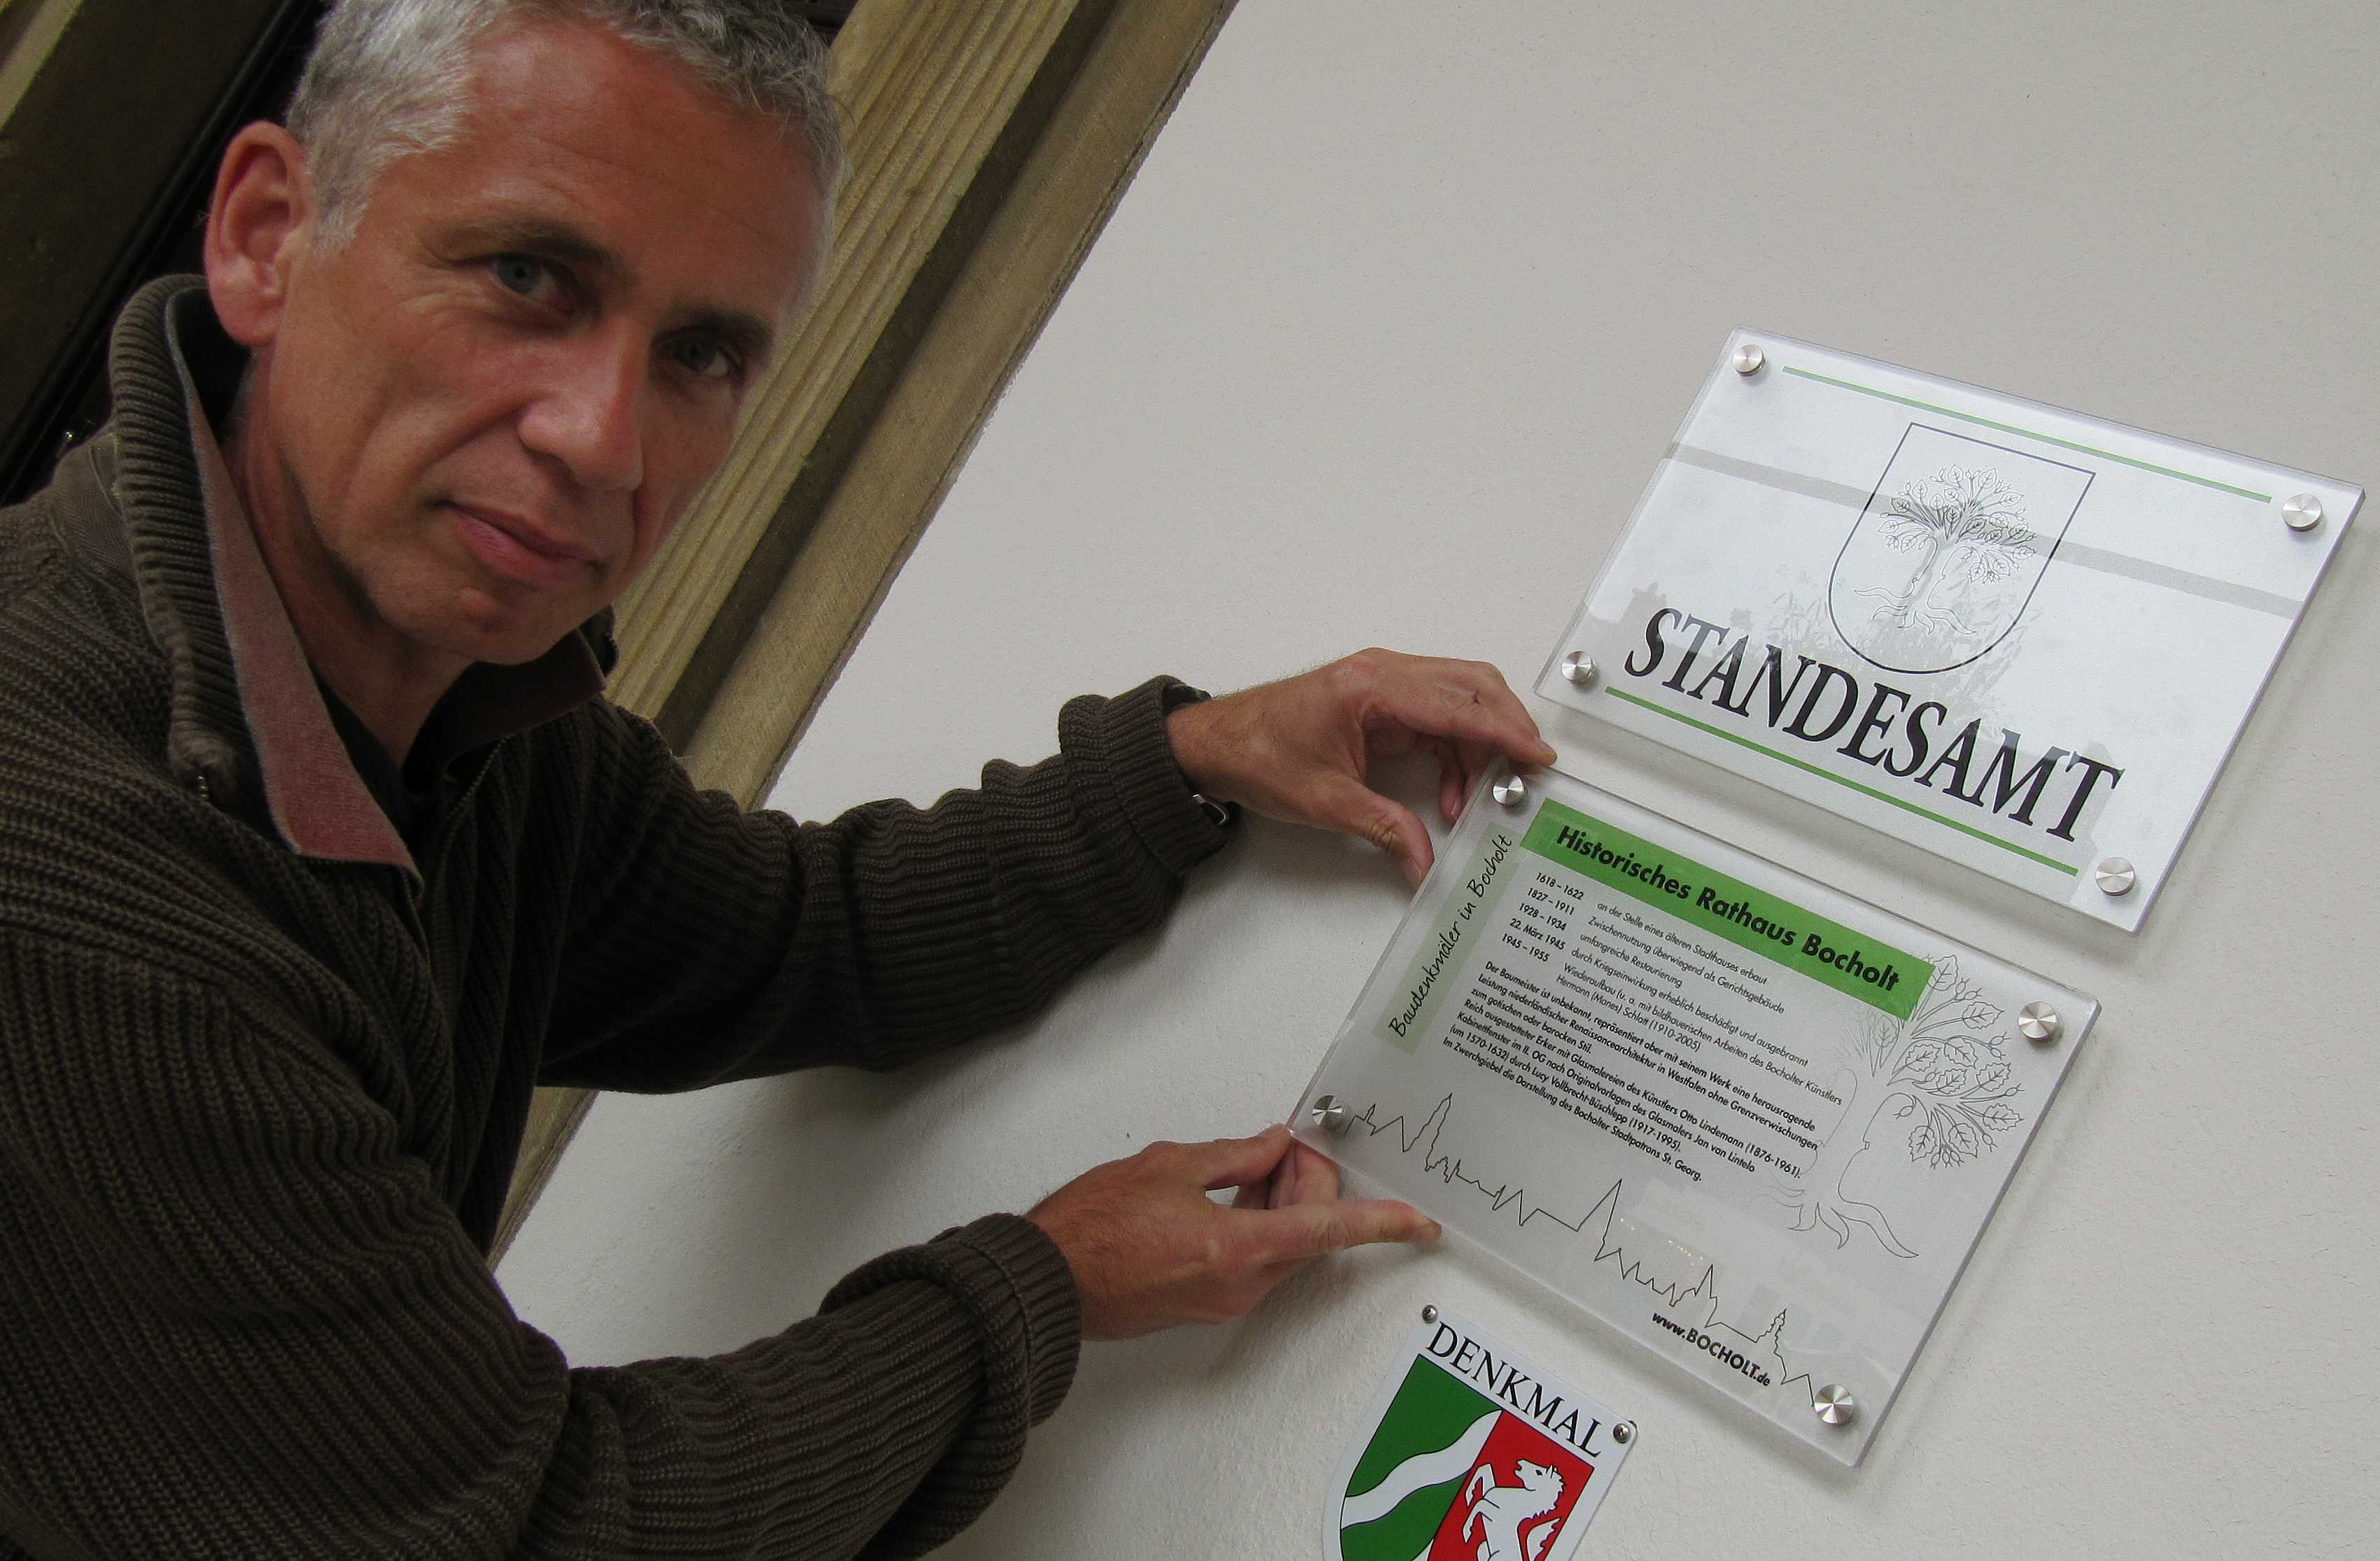 STANDESAMT
Baudenkmäler in Bocholt
Historisches Rathaus Bocholt
1618 – 1622 an der Stelle eines älteren Stadthauses erbaut
1827 – 1911 Zwischennutzung überwiegend als Gerichtsgebäude
1928 – 1934 umfangreiche Restaurierung
22. März 1945 durch Kriegseinwirkung erheblich beschädigt und ausgebrannt
1945 – 1955 Wiederaufbau (u. a. mit bildhauerischen Arbeiten des Bocholter Künstlers
Hermann (Manes) Schlatt (1910-2005)
Der Baumeister ist unbekannt, repräsentiert aber mit seinem Werk eine herausragende
Leistung niederländischer Renaissancearchitektur in Westfalen ohne Grenzverwischungen
zum gotischen oder barocken Stil.
Reich ausgestatteter Erker mit Glasmalereien des Künstlers Otto Lindemann (1876-1961);
Kabinettfenster im II. OG nach Originalvorlagen des Glasmalers Jan van Lintelo
(um 1570-1632) durch Lucy Vollbrecht-Büschlepp (1917-1995).
Im Zwerchgiebel die Darstellung des Bocholter Stadtpatrons St. Georg.
www.BOCHOLT.de
DENKMAL